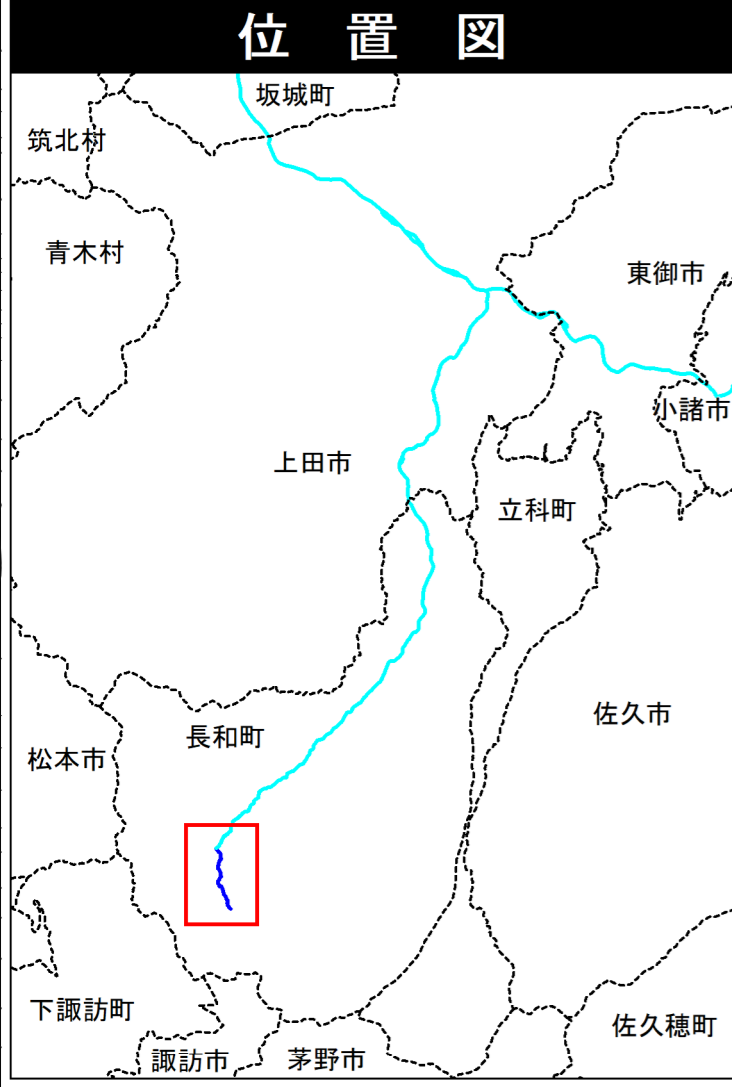 位置図
坂城町
筑北村
青木村
東御市
小諸市
上田市
立科町
佐久市
長和町
松本市
下諏訪町
佐久穂町
諏訪市
茅野市